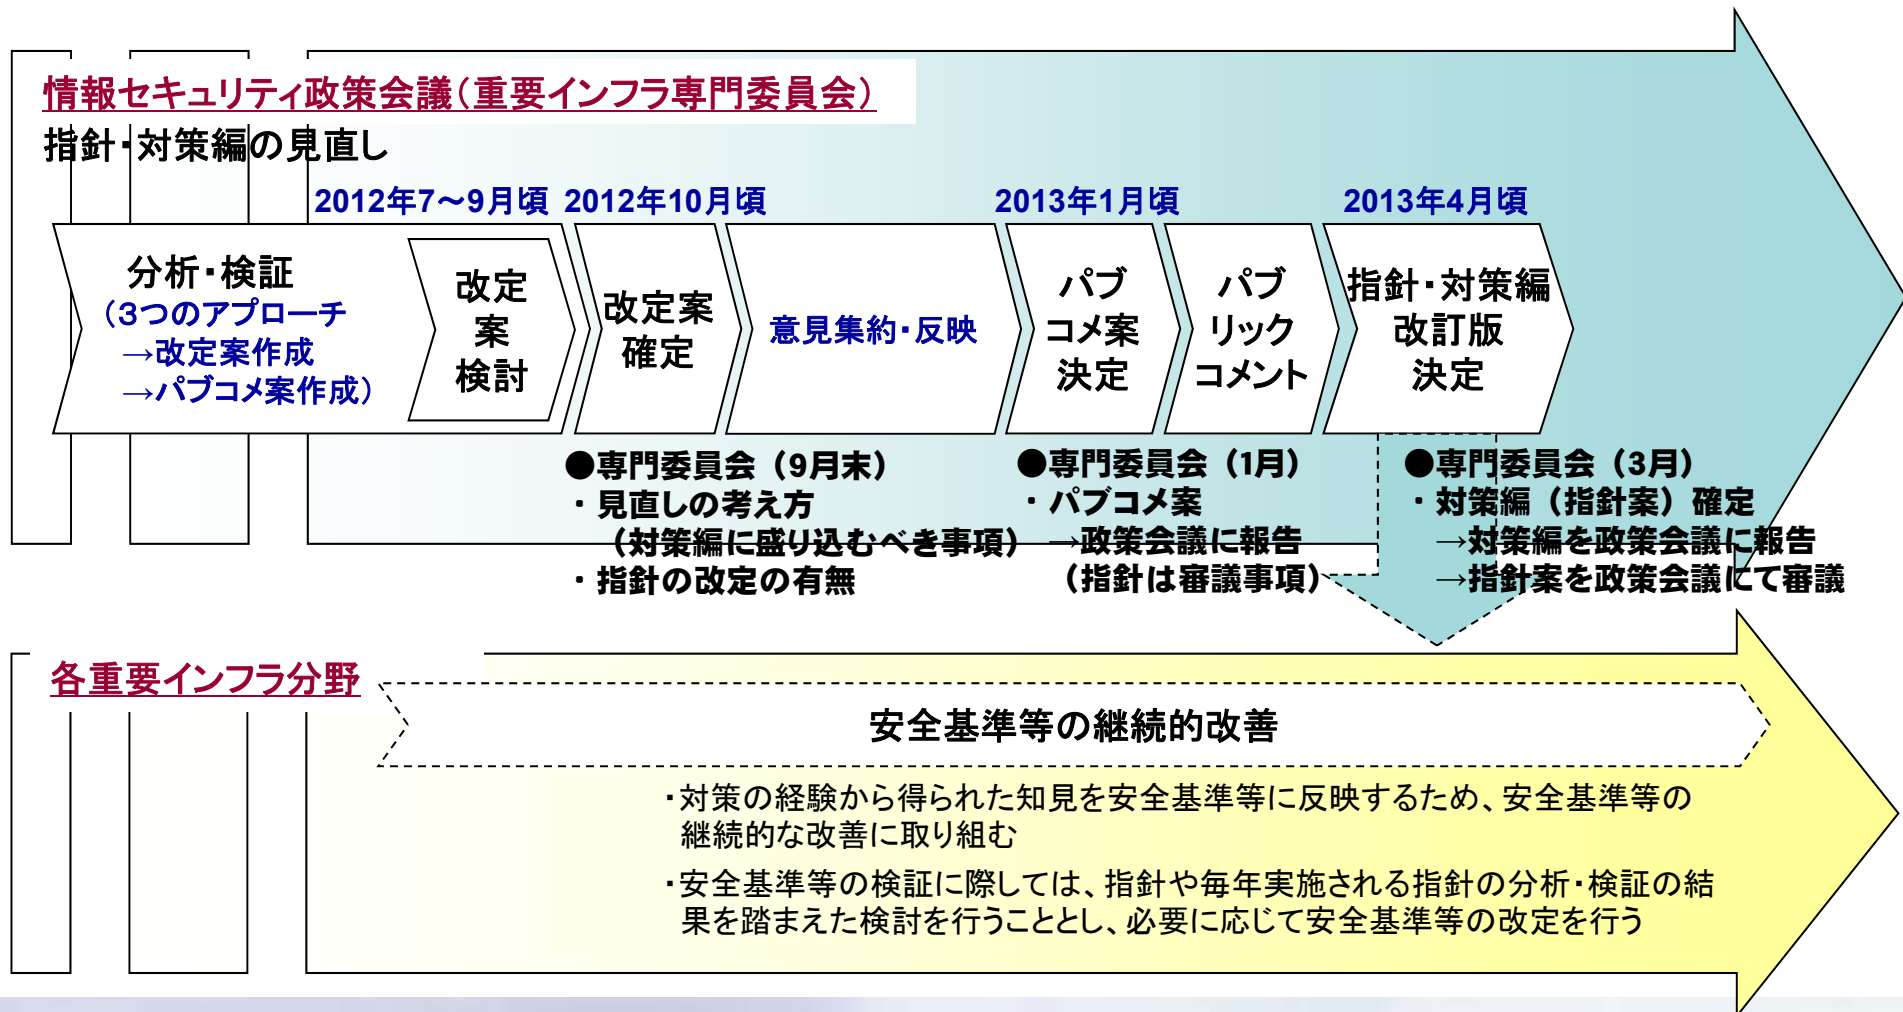 情報セキュリティ政策会議(重要インフラ専門委員会)
指針・対策編の見直し
2012年7～9月頃
2012年10月頃
2013年1月頃
2013年4月頃
分析・検証
(3つのアプローチ
→改定案作成
→パブコメ案作成)
改定
案
検討
改定案
確定
意見集約・反映
パブ
コメ案
決定
パブ
リック
コメント
指針・対策編
改訂版
決定
●専門委員会（9月末）
・見直しの考え方
（対策編に盛り込むべき事項）
・指針の改定の有無
●専門委員会（1月）
・パブコメ案
→政策会議に報告
（指針は審議事項）
●専門委員会（3月）
・対策編（指針案）確定
→対策編を政策会議に報告
→指針案を政策会議にて審議
各重要インフラ分野
安全基準等の継続的改善
・対策の経験から得られた知見を安全基準等に反映するため、安全基準等の
継続的な改善に取り組む
・安全基準等の検証に際しては、指針や毎年実施される指針の分析・検証の結
果を踏まえた検討を行うこととし、必要に応じて安全基準等の改定を行う